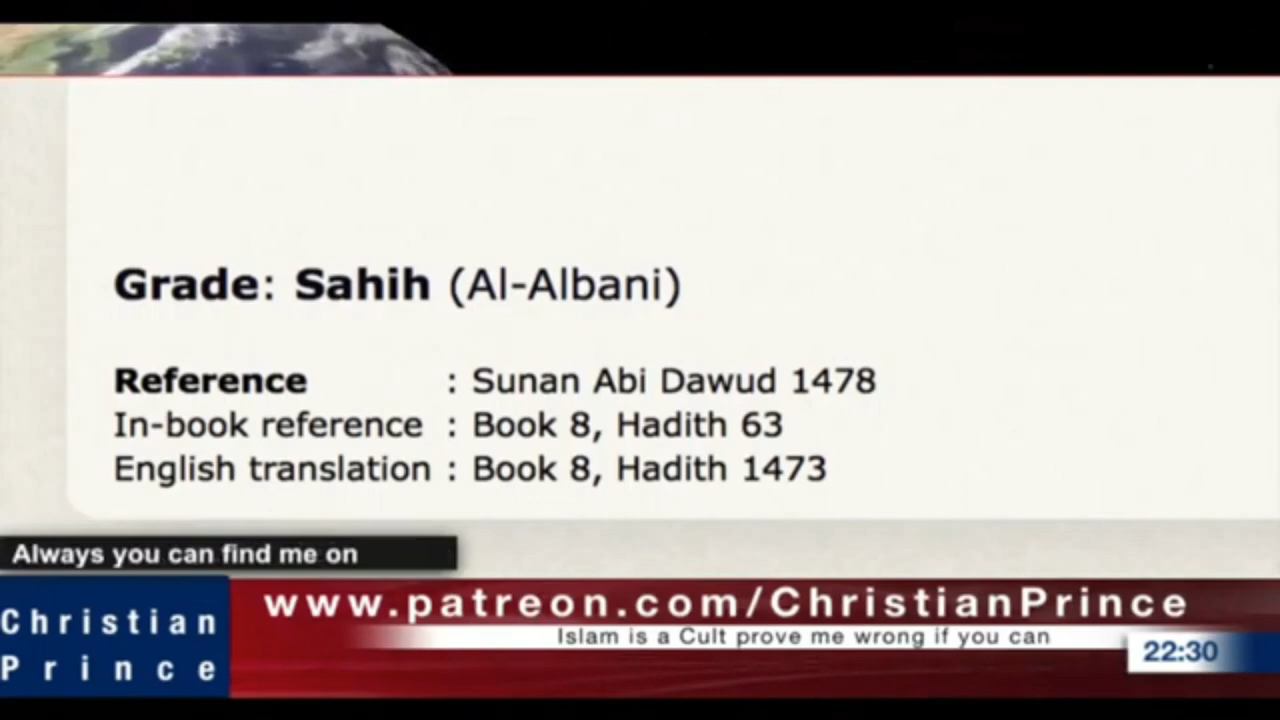 Grade: Sahih (Al-Albani)
Reference : Sunan Abi Dawud 1478
In-book reference : Book 8, Hadith 63
English translation : Book 8, Hadith 1473
Always you can find me on
Christian
Prince
www.patreon.com/ChristianPrince
Islam is a Cult prove me wrong if you can
22:30